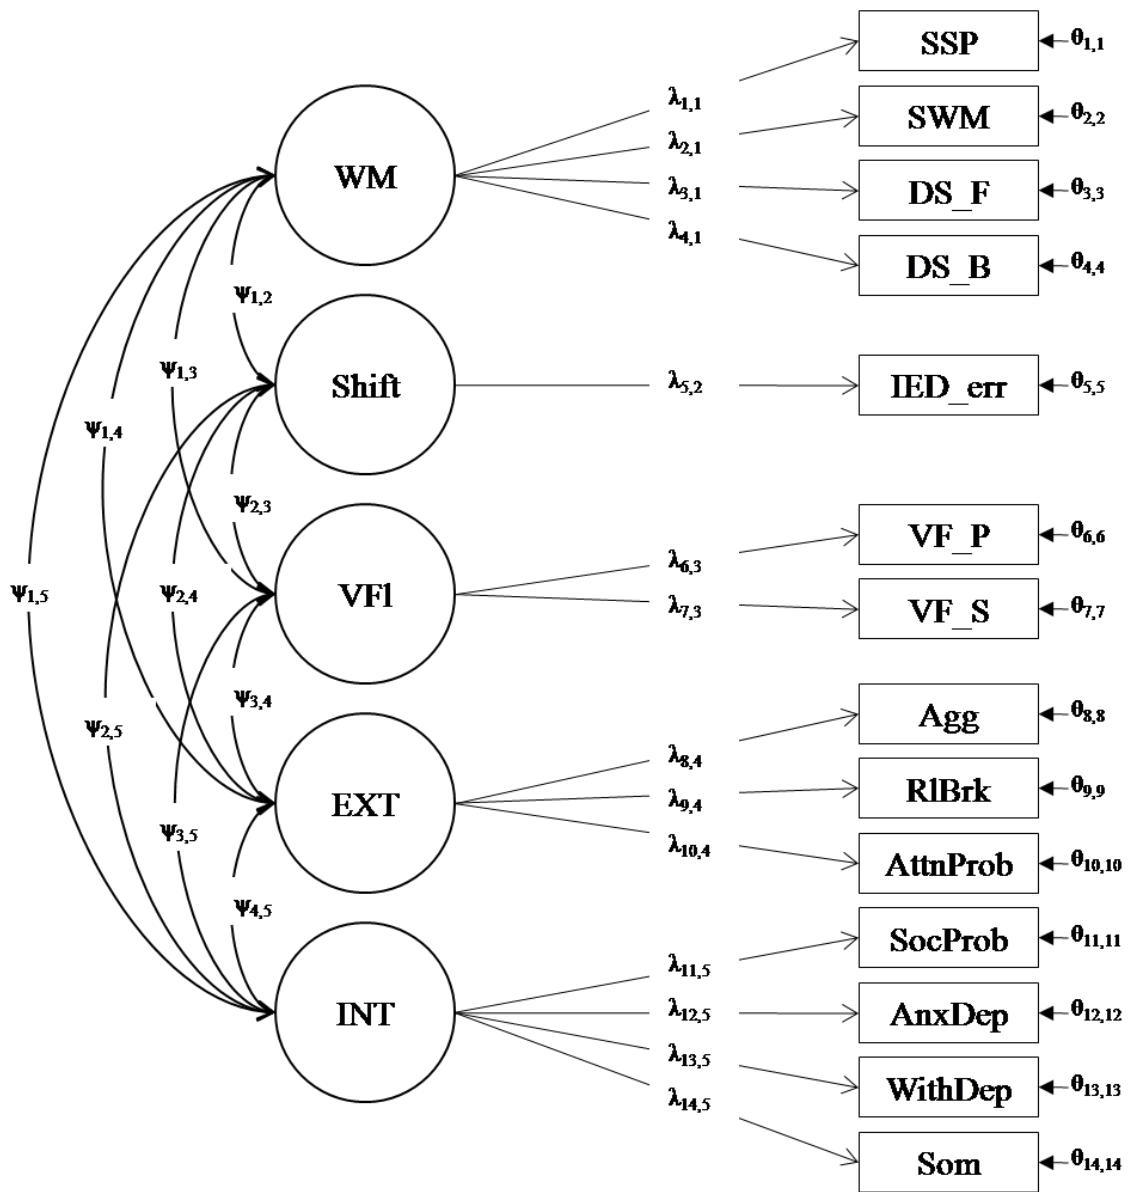 SSP
θ1,1
λ1,1
WM
SWM
θ2,2
λ2,1
DS_F
θ3,3
λ3,1
DS_B
θ4,4
λ4,1
ψ1,2
ψ1,3
Shift
λ5,2
IED_err
θ5,5
ψ1,4
ψ2,3
VF_P
θ6,6
λ6,3
ψ1,5
ψ2,4
VFl
λ7,3
VF_S
θ7,7
ψ3,4
Agg
θ8,8
ψ2,5
λ8,4
RlBrk
θ9,9
EXT
λ9,4
ψ3,5
λ10,4
AttnProb
θ10,10
ψ4,5
SocProb
θ11,11
λ11,5
INT
λ12,5
AnxDep
θ12,12
λ13,5
WithDep
θ13,13
λ14,5
Som
θ14,14